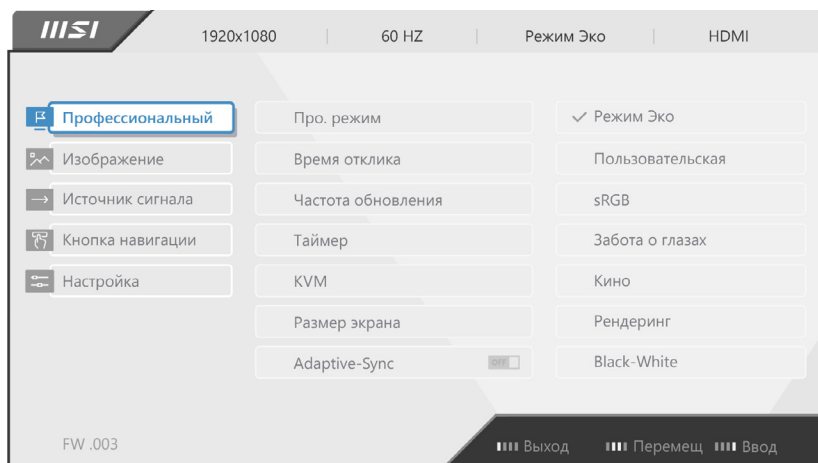 msi 1920x1080 60 HZ Режим Эко HDMI
Профессиональный Про. режим Режим Эко
Изображение Время отклика Пользовательская
Источник сигнала Частота обновления sRGB
Кнопка навигации Таймер Забота о глазах
Настройка KVM Кино
Размер экрана Рендеринг
Adaptive-Sync OFF Black-White
FW .003 Выход Перемещ Ввод